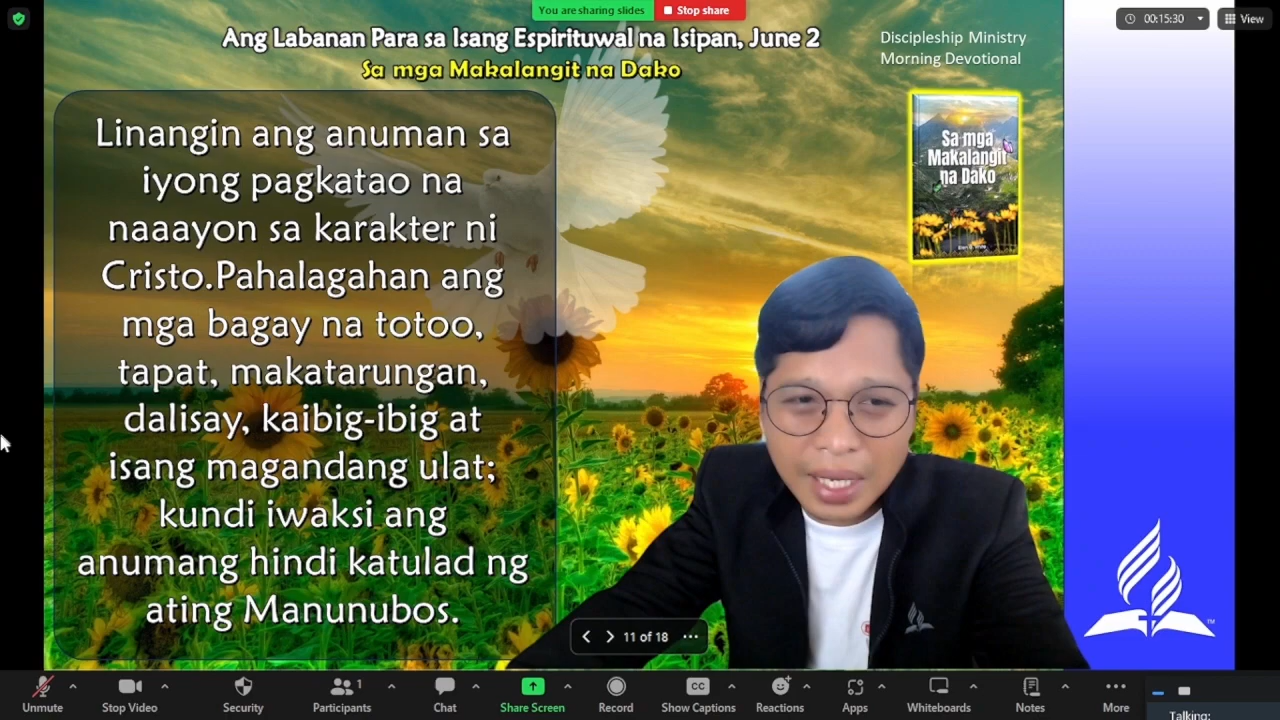 You are sharing slides
Stop share
00:15:30
View
Ang Labanan Para sa Isang Espirituwal na Isipan, June 2
Sa mga Makalangit na Dako
Discipleship Ministry
Morning Devotional
Sa mga
Makalangit
na Dako
Linangin ang anuman sa
iyong pagkatao na
naaayon sa karakter ni
Cristo.Pahalagahan ang
mga bagay na totoo,
tapat, makatarungan,
dalisay, kaibig-ibig at
isang magandang ulat;
kundi iwaksi ang
anumang hindi katulad ng
ating Manunubos.
11 of 18
TM
Unmute
Stop Video
Security
Participants
1
Chat
Share Screen
Record
CC
Show Captions
Reactions
Apps
Whiteboards
Notes
More
Talking: